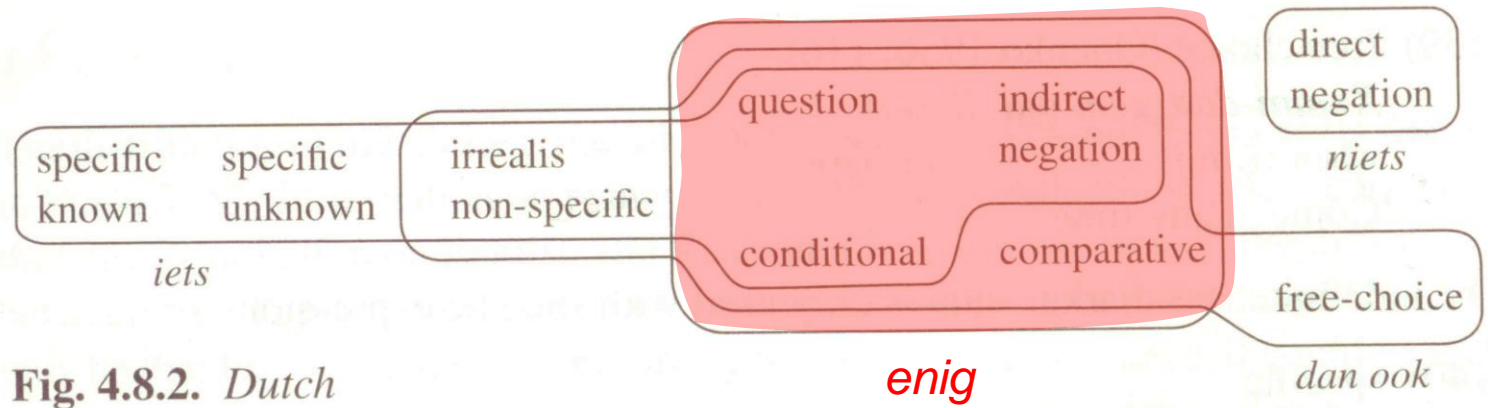 direct
question indirect negation
negation niets
specific specific irrealis
known unknown non-specific
conditional comparative
iets
free-choice
enig dan ook
Fig. 4.8.2. Dutch